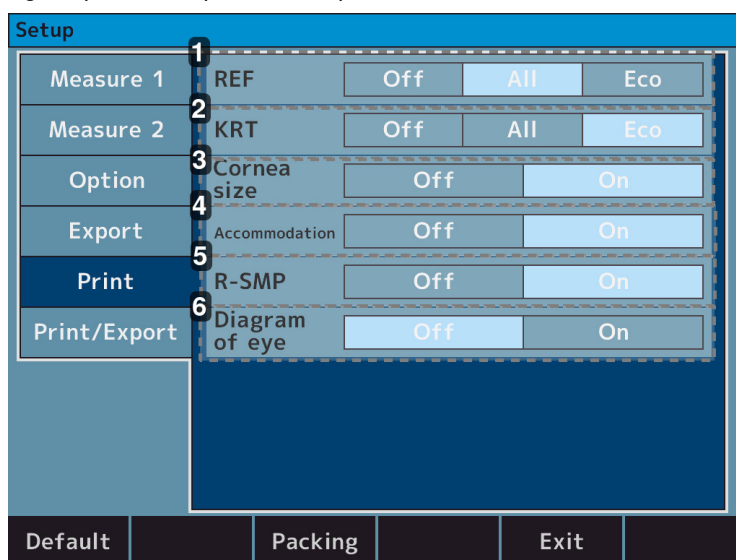 Setup
Measure 1
Measure 2
Option
Export
Print
Print/Export
1
REF Off All Eco
2
KRT Off All Eco
3
Cornea
size
Off On
4
Accommodation Off On
5
R-SMP Off On
6
Diagram
of eye
Off On
Default Packing Exit